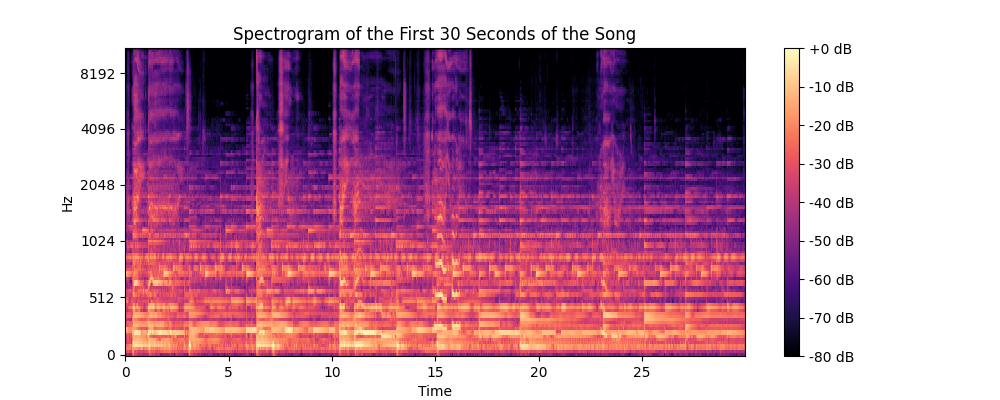 Spectrogram of the First 30 Seconds of the Song
Hz
8192
4096
2048
1024
512
0
0 5 10 15 20 25
Time
+0 dB
-10 dB
-20 dB
-30 dB
-40 dB
-50 dB
-60 dB
-70 dB
-80 dB